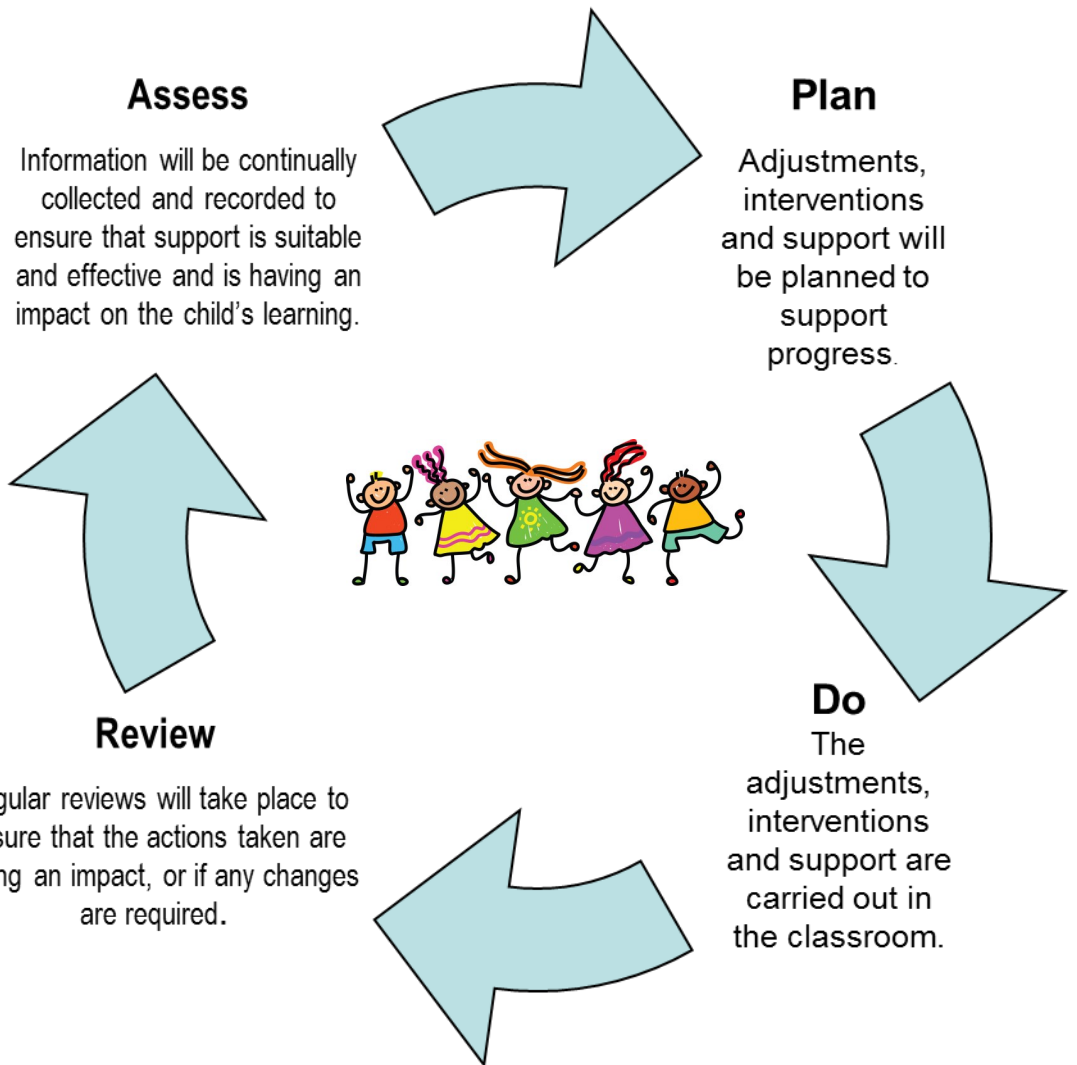 Assess
Information will be continually
collected and recorded to
ensure that support is suitable
and effective and is having an
impact on the child's learning.
Plan
Adjustments,
interventions
and support will
be planned to
support
progress.
Do
The
adjustments,
interventions
and support are
carried out in
the classroom.
Review
gular reviews will take place to
sure that the actions taken are
ng an impact, or if any changes
are required.